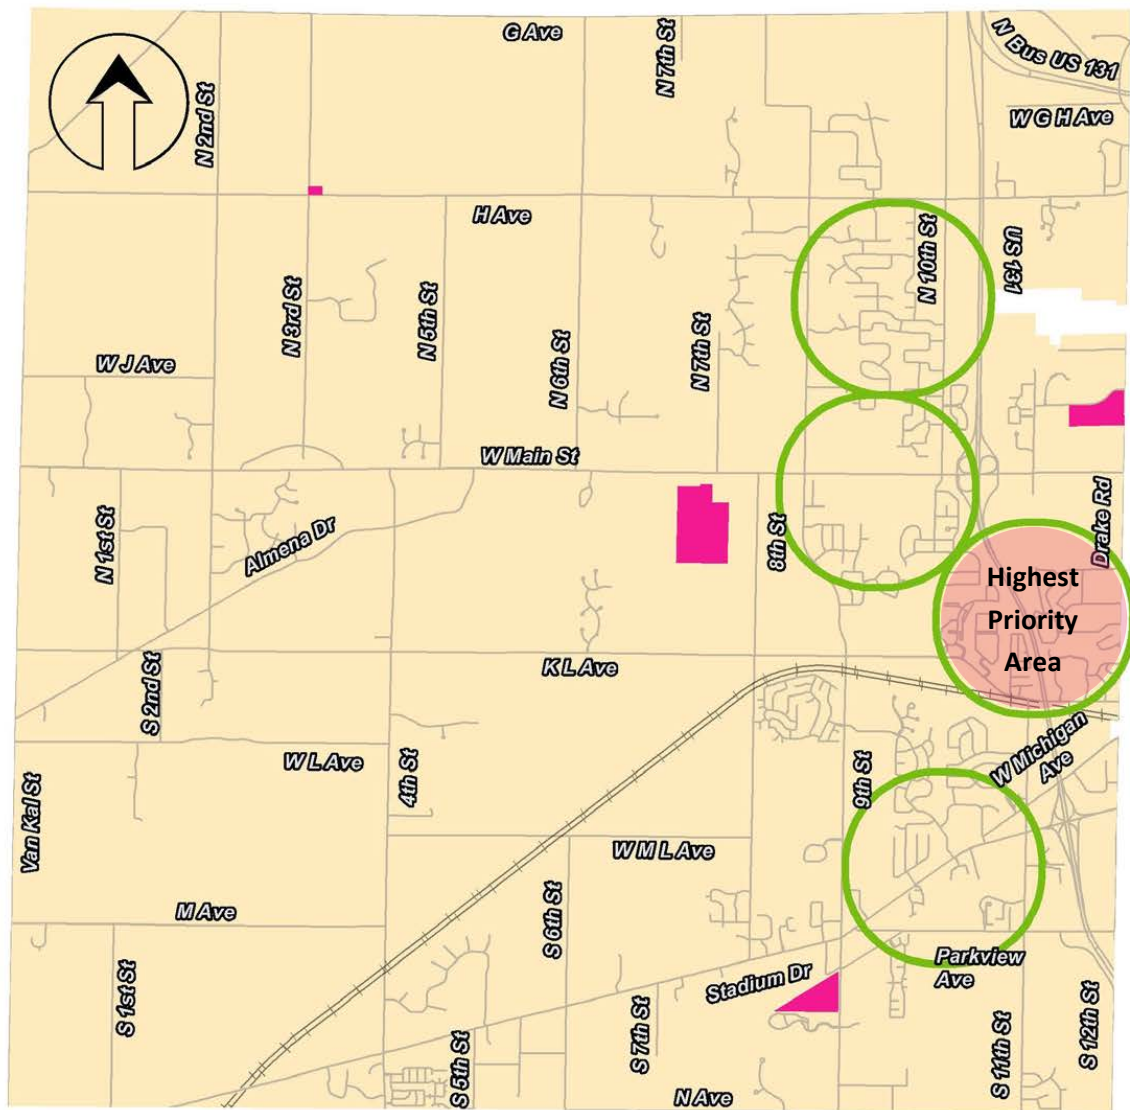 G Ave
N 7th St
N Bus US 131
W G H Ave
N 2nd St
H Ave
N 10th St
US 131
N 3rd St
N 5th St
N 6th St
N 7th St
W J Ave
W Main St
N 1st St
Almena Dr
8th St
Drake Rd
Highest
Priority
Area
K L Ave
S 2nd St
W L Ave
4th St
9th St
W Michigan
Ave
Van Kal St
W M L Ave
M Ave
S 6th St
Parkview
Ave
Stadium Dr
S 1st St
S 5th St
S 7th St
S 11th St
S 12th St
N Ave